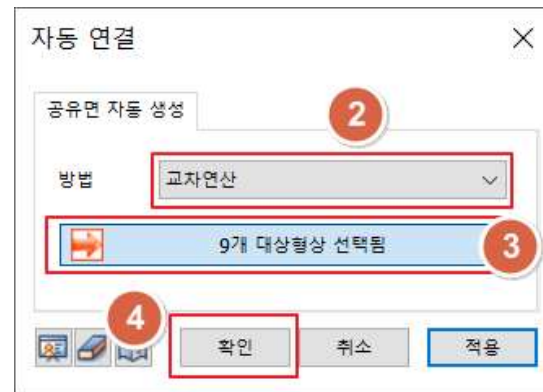 자동 연결
공유면 자동 생성
2
방법 교차연산
9개 대상형상 선택됨 3
4
확인 취소 적용